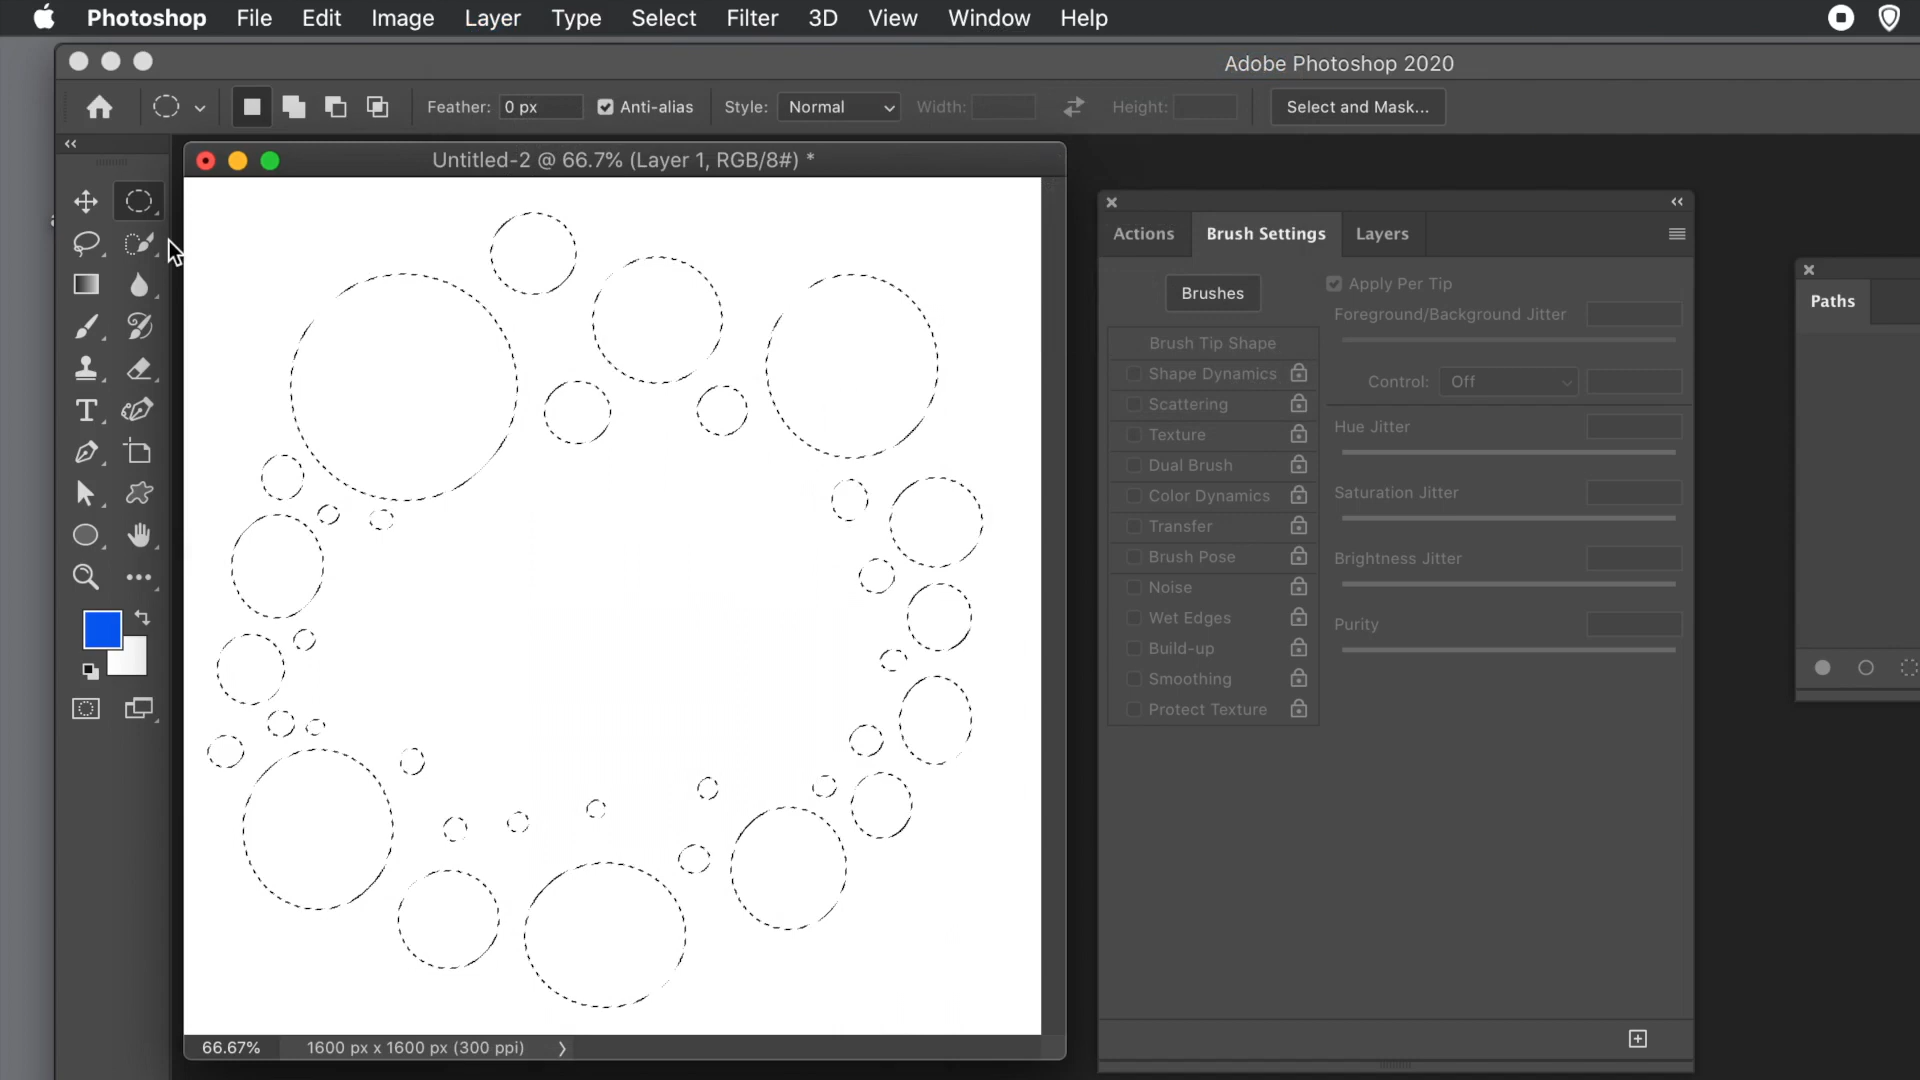 Photoshop File Edit Image Layer Type Select Filter 3D View Window Help
Adobe Photoshop 2020
Feather: 0 px Anti-alias Style: Normal Width: Height: Select and Mask...
Untitled-2 @ 66.7% (Layer 1, RGB/8#) *
Actions Brush Settings Layers
Brushes
Apply Per Tip
Foreground/Background Jitter
Brush Tip Shape
Shape Dynamics
Control: Off
Scattering
Hue Jitter
Texture
Dual Brush
Saturation Jitter
Color Dynamics
Transfer
Brush Pose
Brightness Jitter
Noise
Wet Edges
Purity
Build-up
Smoothing
Protect Texture
Paths
66.67% 1600 px x 1600 px (300 ppi)